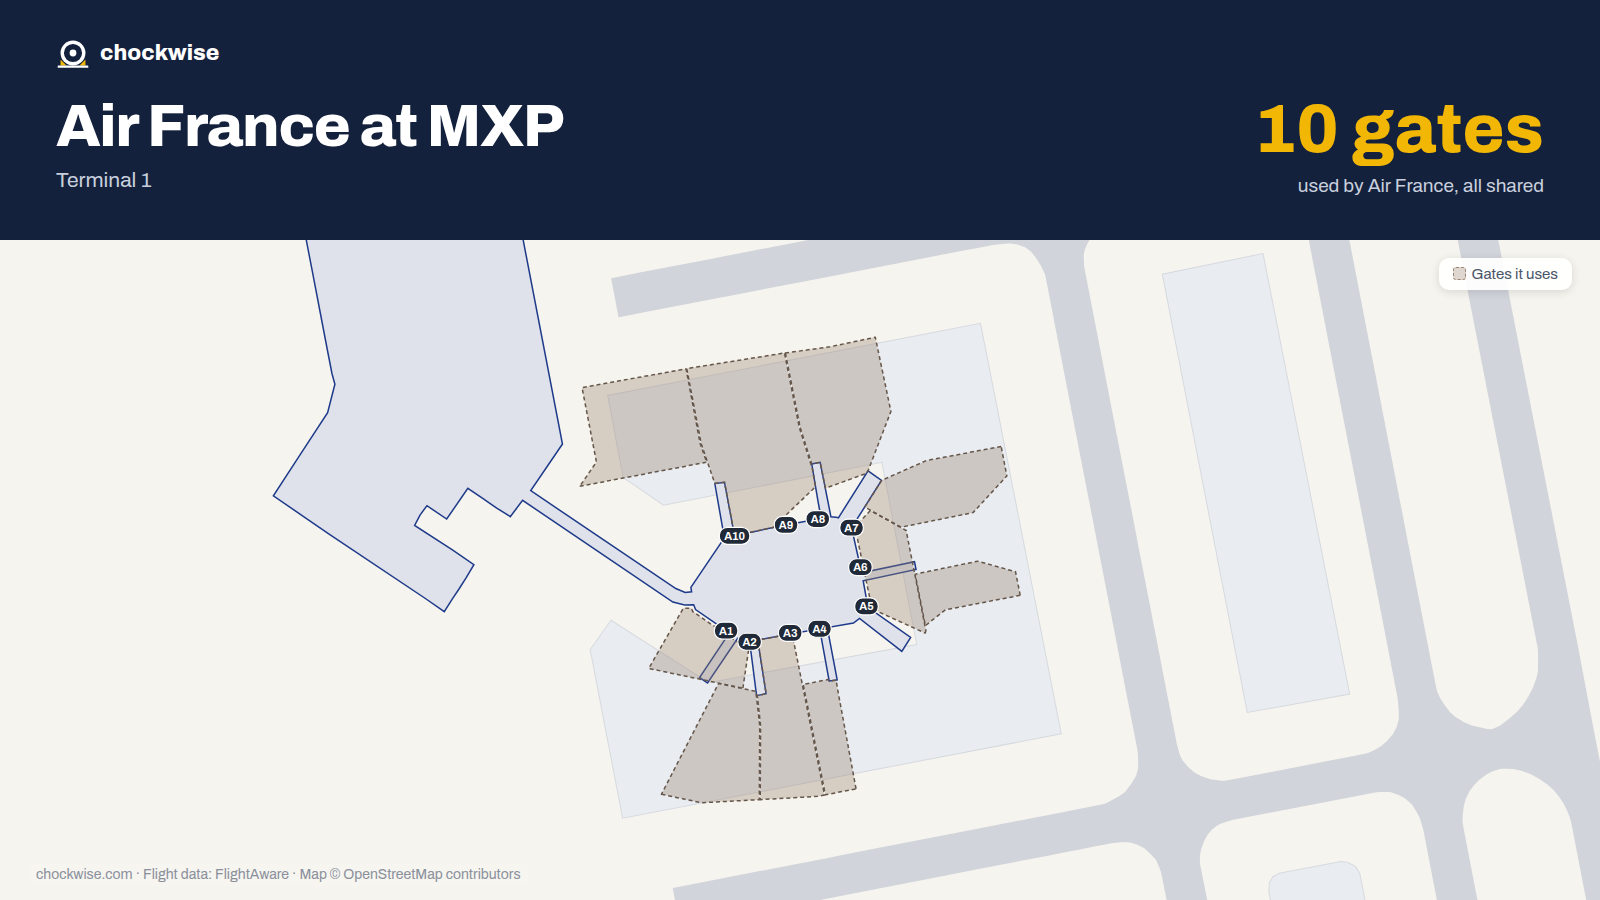 chockwise
Air France at MXP
Terminal 1
10 gates
used by Air France, all shared
Gates it uses
A10
A9
A8
A7
A6
A5
A1
A2
A3
A4
chockwise.com · Flight data: FlightAware · Map © OpenStreetMap contributors